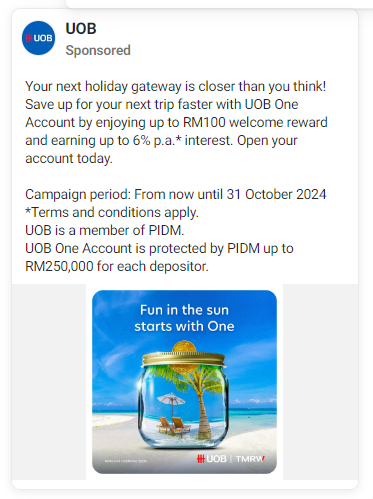 UOB
UOB
Sponsored
Your next holiday gateway is closer than you think!
Save up for your next trip faster with UOB One
Account by enjoying up to RM100 welcome reward
and earning up to 6% p.a.* interest. Open your
account today.
Campaign period: From now until 31 October 2024
*Terms and conditions apply.
UOB is a member of PIDM.
UOB One Account is protected by PIDM up to
RM250,000 for each depositor.
Fun in the sun
starts with One
UOB | TMRW